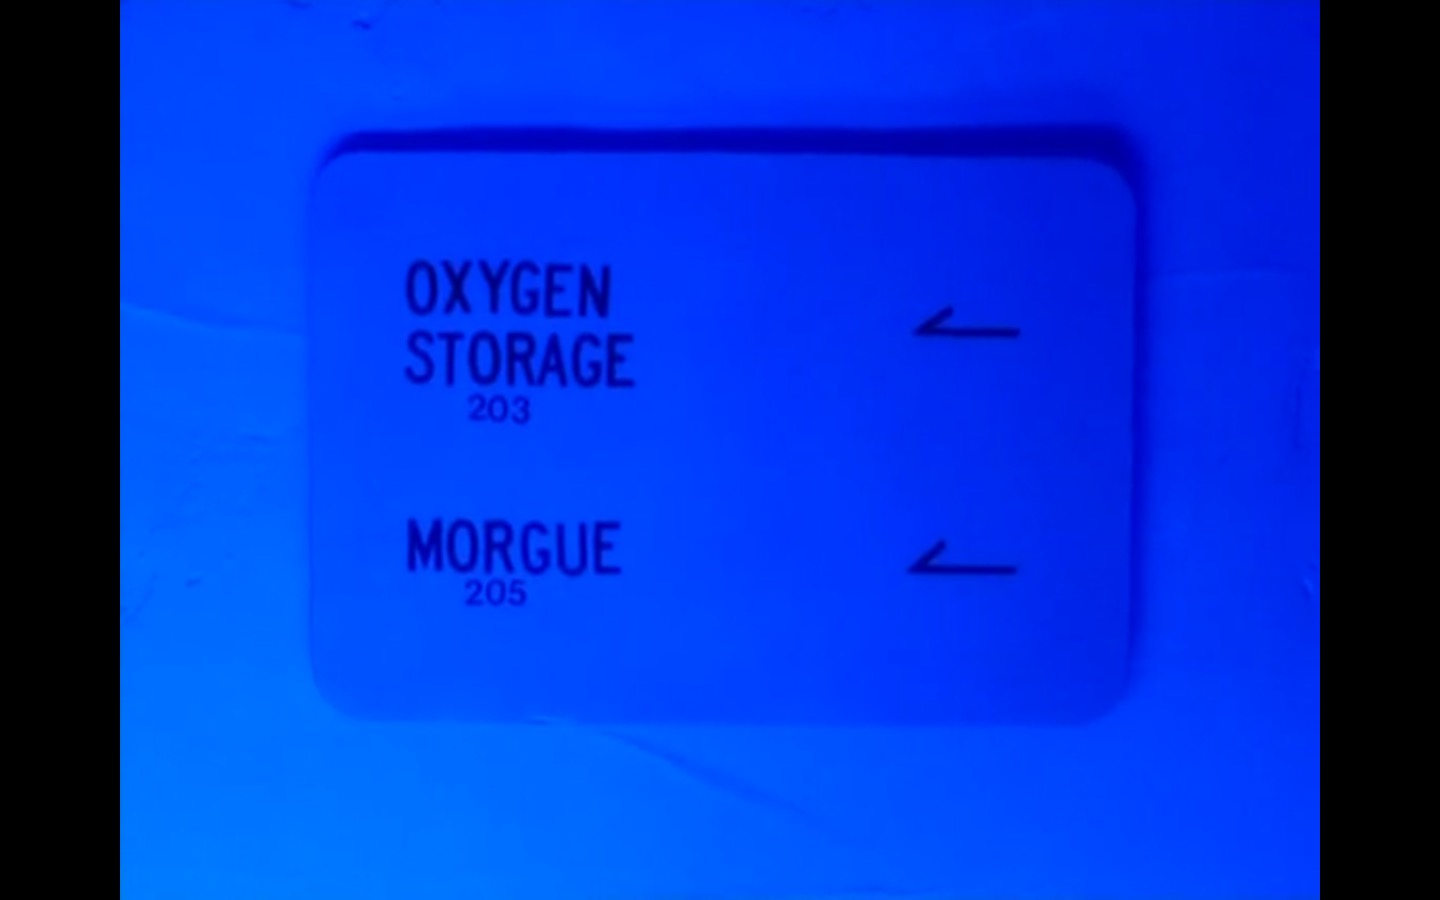 OXYGEN
STORAGE
203
MORGUE
205